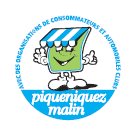 AVEC DES ORGANISATIONS DE CONSOMMATEURS ET AUTOMOBILES CLUBS
piqueniquez
malin